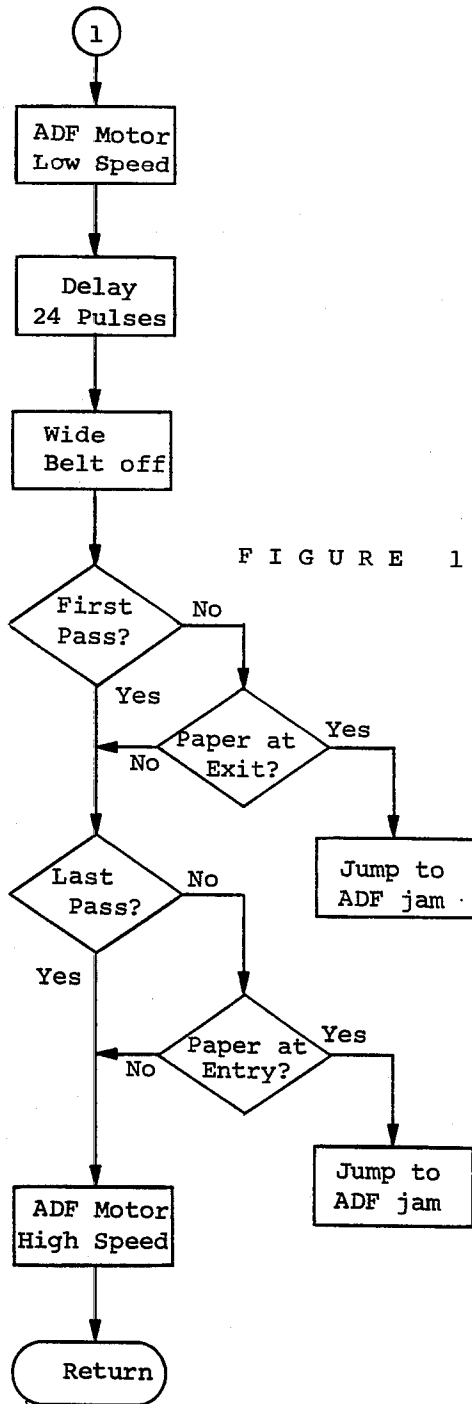 1
ADF Motor
Low Speed
Delay
24 Pulses
Wide
Belt off
FIGURE 1
First
Pass?
No
Yes
Paper at
Exit?
Yes
No
Last
Pass?
No
Jump to
ADF jam
Yes
Paper at
Entry?
Yes
No
Jump to
ADF jam
ADF Motor
High Speed
Return